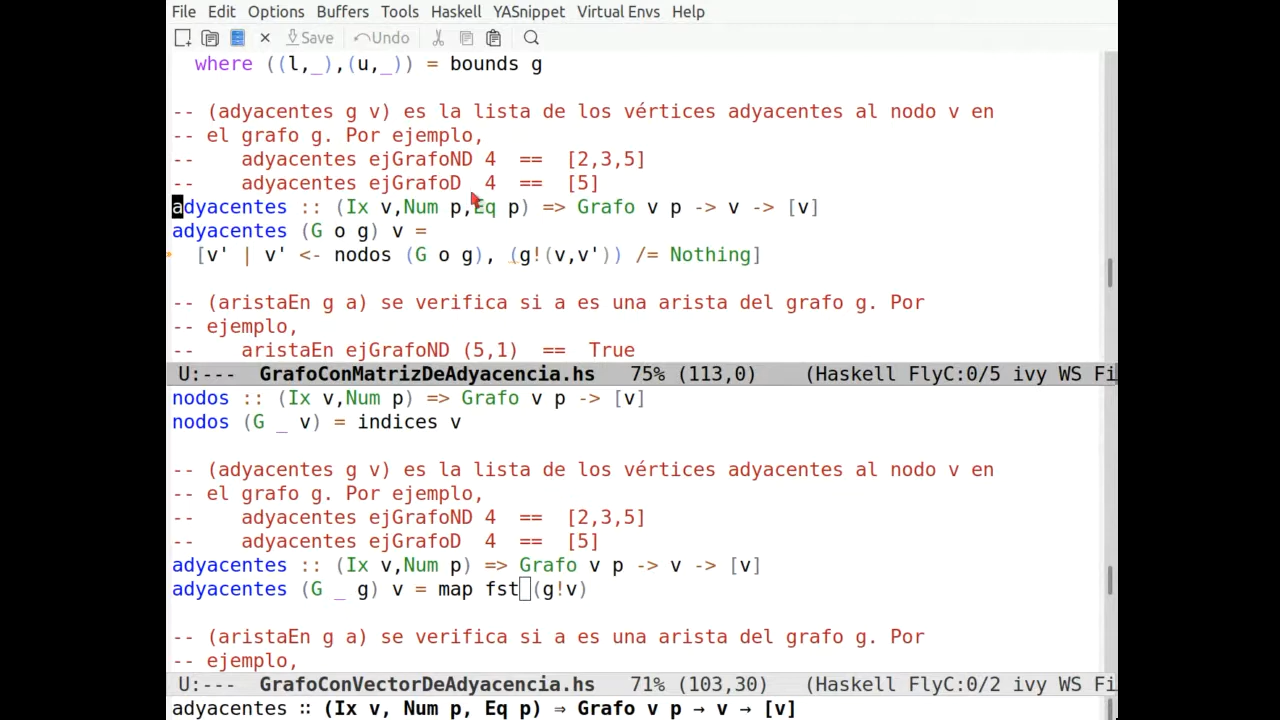 File Edit Options Buffers Tools Haskell YASnippet Virtual Envs Help
Save Undo
where ((l,_),(u,_)) = bounds g
-- (adyacentes g v) es la lista de los vértices adyacentes al nodo v en
-- el grafo g. Por ejemplo,
--    adyacentes ejGrafoND 4  ==  [2,3,5]
--    adyacentes ejGrafoD  4  ==  [5]
adyacentes :: (Ix v,Num p,Eq p) => Grafo v p -> v -> [v]
adyacentes (G o g) v =
  [v' | v' <- nodos (G o g), (g!(v,v')) /= Nothing]
-- (aristaEn g a) se verifica si a es una arista del grafo g. Por
-- ejemplo,
--    aristaEn ejGrafoND (5,1)  ==  True
U:---  GrafoConMatrizDeAdyacencia.hs   75% (113,0)    (Haskell FlyC:0/5 ivy WS Fi
nodos :: (Ix v,Num p) => Grafo v p -> [v]
nodos (G _ v) = indices v
-- (adyacentes g v) es la lista de los vértices adyacentes al nodo v en
-- el grafo g. Por ejemplo,
--    adyacentes ejGrafoND 4  ==  [2,3,5]
--    adyacentes ejGrafoD  4  ==  [5]
adyacentes :: (Ix v,Num p) => Grafo v p -> v -> [v]
adyacentes (G _ g) v = map fst (g!v)
-- (aristaEn g a) se verifica si a es una arista del grafo g. Por
-- ejemplo,
U:---  GrafoConVectorDeAdyacencia.hs   71% (103,30)   (Haskell FlyC:0/2 ivy WS Fi
adyacentes ∷ (Ix v, Num p, Eq p) ⇒ Grafo v p → v → [v]